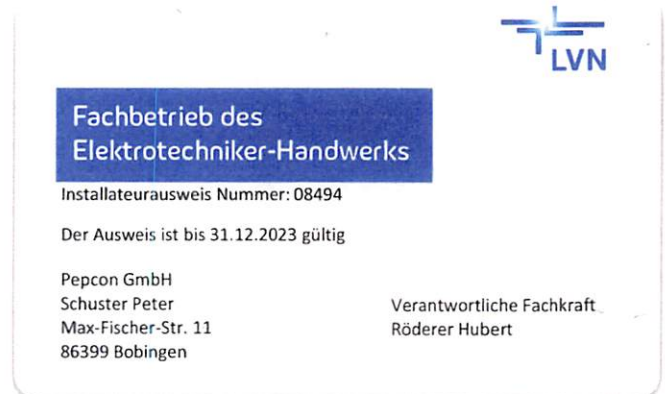 LVN
Fachbetrieb des
Elektrotechniker-Handwerks
Installateurausweis Nummer: 08494
Der Ausweis ist bis 31.12.2023 gültig
Pepcon GmbH
Schuster Peter
Max-Fischer-Str. 11
86399 Bobingen
Verantwortliche Fachkraft
Röderer Hubert